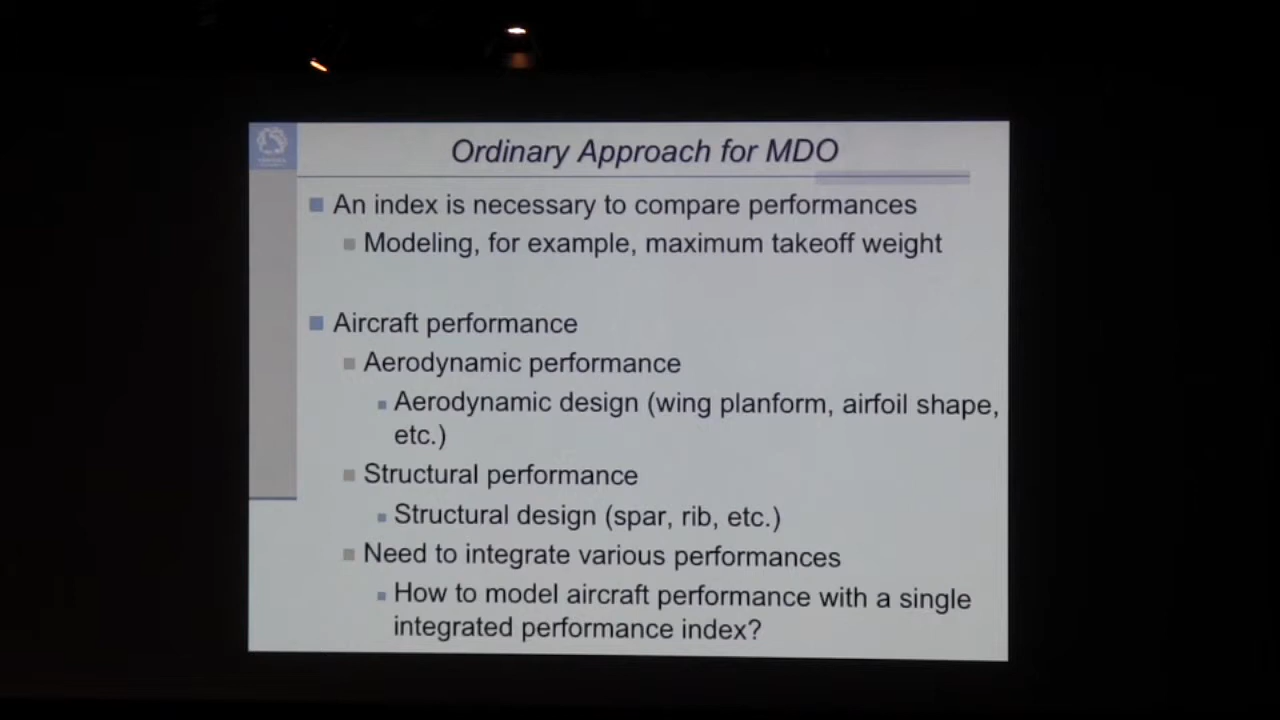 Ordinary Approach for MDO
An index is necessary to compare performances
Modeling, for example, maximum takeoff weight
Aircraft performance
Aerodynamic performance
Aerodynamic design (wing planform, airfoil shape,
etc.)
Structural performance
Structural design (spar, rib, etc.)
Need to integrate various performances
How to model aircraft performance with a single
integrated performance index?